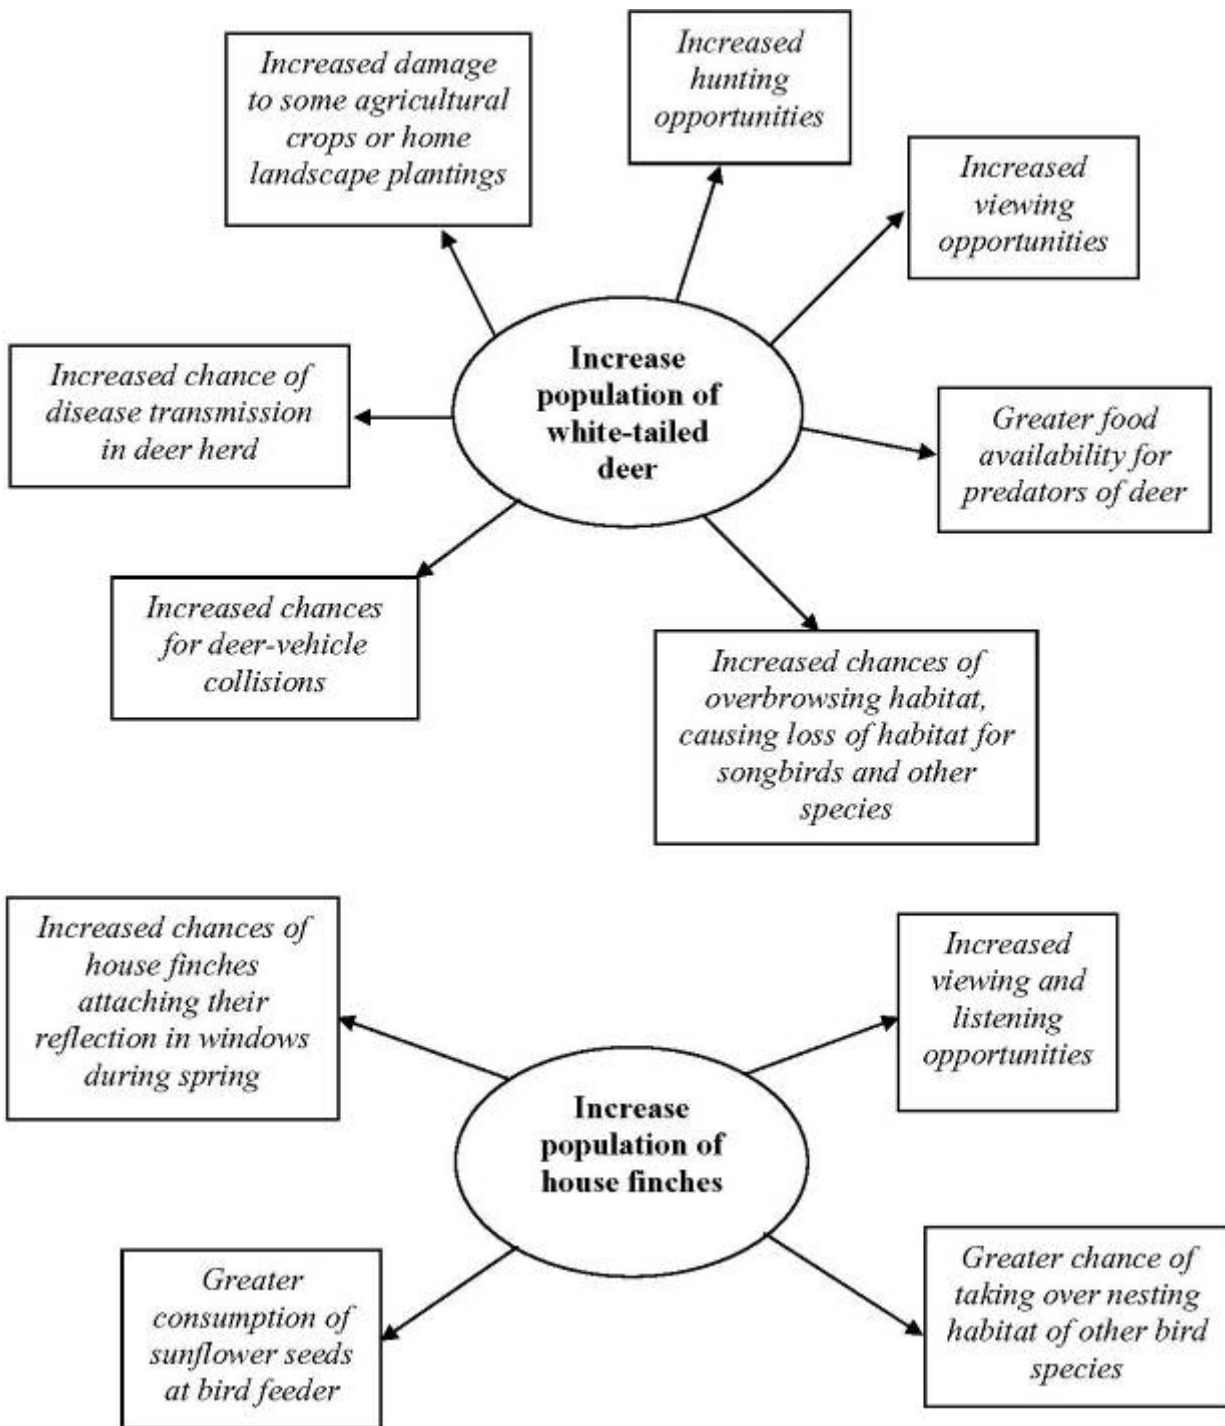 Increased damage
to some agricultural
crops or home
landscape plantings
Increased
hunting
opportunities
Increased
viewing
opportunities
Increase
population of
white-tailed
deer
Increased chance of
disease transmission
in deer herd
Greater food
availability for
predators of deer
Increased chances
for deer-vehicle
collisions
Increased chances of
overbrowsing habitat,
causing loss of habitat for
songbirds and other
species
Increased chances of
house finches
attaching their
reflection in windows
during spring
Increased
viewing and
listening
opportunities
Increase
population of
house finches
Greater
consumption of
sunflower seeds
at bird feeder
Greater chance of
taking over nesting
habitat of other bird
species